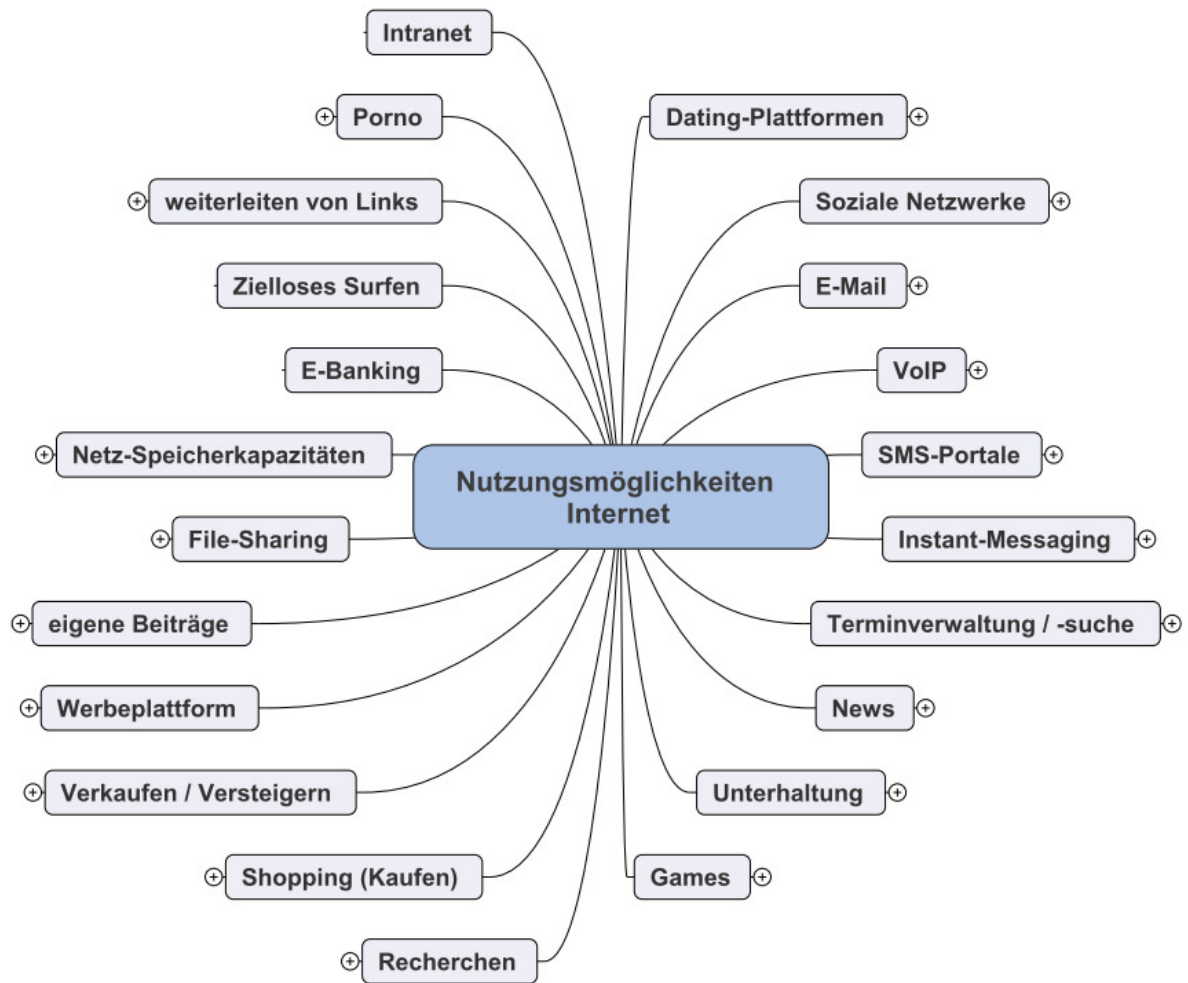 Intranet
Porno
Dating-Plattformen
weiterleiten von Links
Soziale Netzwerke
Zielloses Surfen
E-Mail
E-Banking
VoIP
Netz-Speicherkapazitäten
SMS-Portale
Nutzungsmöglichkeiten
Internet
File-Sharing
Instant-Messaging
eigene Beiträge
Terminverwaltung / -suche
Werbeplattform
News
Verkaufen / Versteigern
Unterhaltung
Shopping (Kaufen)
Games
Recherchen